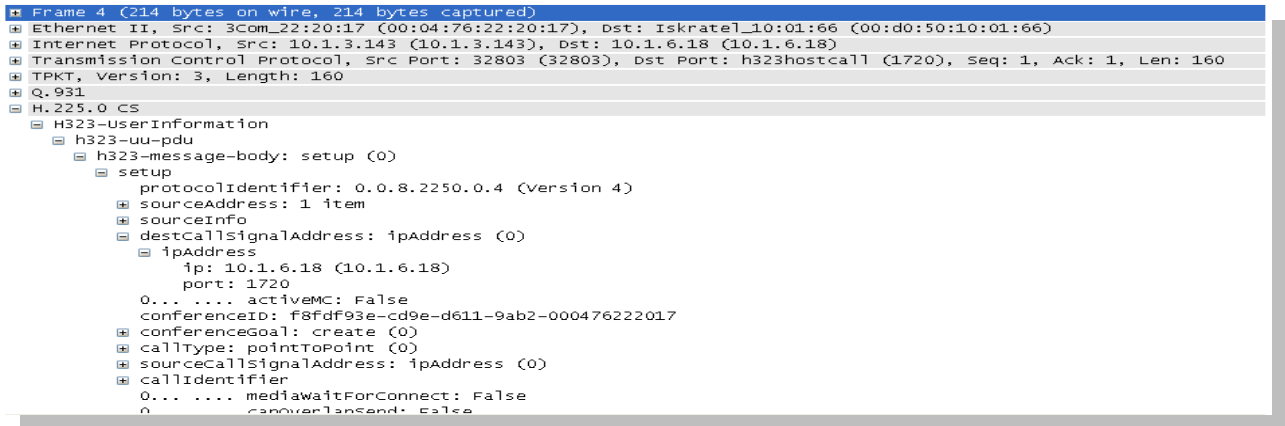 Frame 4 (214 bytes on wire, 214 bytes captured)
Ethernet II, Src: 3Com_22:20:17 (00:04:76:22:20:17), Dst: Iskratel_10:01:66 (00:d0:50:10:01:66)
Internet Protocol, Src: 10.1.3.143 (10.1.3.143), Dst: 10.1.6.18 (10.1.6.18)
Transmission Control Protocol, Src Port: 32803 (32803), Dst Port: h323hostcall (1720), Seq: 1, Ack: 1, Len: 160
TPKT, Version: 3, Length: 160
Q.931
H.225.0 CS
H323-UserInformation
h323-uu-pdu
h323-message-body: setup (0)
setup
protocolIdentifier: 0.0.8.2250.0.4 (Version 4)
sourceAddress: 1 item
sourceInfo
destCallSignalAddress: ipAddress (0)
ipAddress
ip: 10.1.6.18 (10.1.6.18)
port: 1720
0... .... activeMC: False
conferenceID: f8fdf93e-cd9e-d611-9ab2-000476222017
conferenceGoal: create (0)
callType: pointToPoint (0)
sourceCallSignalAddress: ipAddress (0)
callIdentifier
0... .... mediaWaitForConnect: False
0... .... canOverlapSend: False